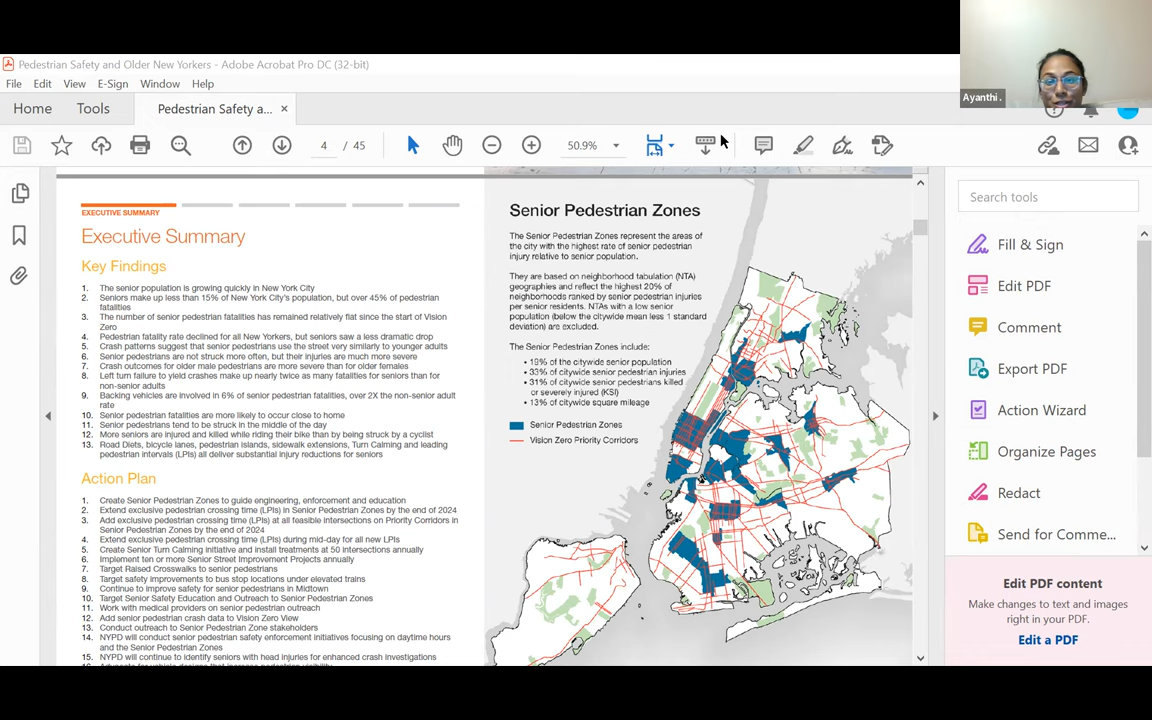 Pedestrian Safety and Older New Yorkers - Adobe Acrobat Pro DC (32-bit)
File Edit View E-Sign Window Help
Ayanthi .
Home Tools Pedestrian Safety a... ×
4 / 45 50.9%
EXECUTIVE SUMMARY
Executive Summary
Key Findings
1. The senior population is growing quickly in New York City
2. Seniors make up less than 15% of New York City's population, but over 45% of pedestrian
fatalities
3. The number of senior pedestrian fatalities has remained relatively flat since the start of Vision
Zero
4. Pedestrian fatality rate declined for all New Yorkers, but seniors saw a less dramatic drop
5. Crash patterns suggest that senior pedestrians use the street very similarly to younger adults
6. Senior pedestrians are not struck more often, but their injuries are much more severe
7. Crash outcomes for older male pedestrians are more severe than for older females
8. Left turn failure to yield crashes make up nearly twice as many fatalities for seniors than for
non-senior adults
9. Backing vehicles are involved in 6% of senior pedestrian fatalities, over 2X the non-senior adult
rate
10. Senior pedestrian fatalities are more likely to occur close to home
11. Senior pedestrians tend to be struck in the middle of the day
12. More seniors are injured and killed while riding their bike than by being struck by a cyclist
13. Road Diets, bicycle lanes, pedestrian islands, sidewalk extensions, Turn Calming and leading
pedestrian intervals (LPIs) all deliver substantial injury reductions for seniors
Action Plan
1. Create Senior Pedestrian Zones to guide engineering, enforcement and education
2. Extend exclusive pedestrian crossing time (LPIs) in Senior Pedestrian Zones by the end of 2024
3. Add exclusive pedestrian crossing time (LPIs) at all feasible intersections on Priority Corridors in
Senior Pedestrian Zones by the end of 2024
4. Extend exclusive pedestrian crossing time (LPIs) during mid-day for all new LPIs
5. Create Senior Turn Calming initiative and install treatments at 50 intersections annually
6. Implement ten or more Senior Street Improvement Projects annually
7. Target Raised Crosswalks to senior pedestrians
8. Target safety improvements to bus stop locations under elevated trains
9. Continue to improve safety for senior pedestrians in Midtown
10. Target Senior Safety Education and Outreach to Senior Pedestrian Zones
11. Work with medical providers on senior pedestrian outreach
12. Add senior pedestrian crash data to Vision Zero View
13. Conduct outreach to Senior Pedestrian Zone stakeholders
14. NYPD will conduct senior pedestrian safety enforcement initiatives focusing on daytime hours
and the Senior Pedestrian Zones
15. NYPD will continue to identify seniors with head injuries for enhanced crash investigations
Senior Pedestrian Zones
The Senior Pedestrian Zones represent the areas of
the city with the highest rate of senior pedestrian
injury relative to senior population.
They are based on neighborhood tabulation (NTA)
geographies and reflect the highest 20% of
neighborhoods ranked by senior pedestrian injuries
per senior residents. NTAs with a low senior
population (below the citywide mean less 1 standard
deviation) are excluded.
The Senior Pedestrian Zones include:
• 19% of the citywide senior population
• 33% of citywide senior pedestrian injuries
• 31% of citywide senior pedestrians killed
or severely injured (KSI)
• 13% of citywide square mileage
Senior Pedestrian Zones
Vision Zero Priority Corridors
Search tools
Fill & Sign
Edit PDF
Comment
Export PDF
Action Wizard
Organize Pages
Redact
Send for Comme...
Edit PDF content
Make changes to text and images
right in your PDF.
Edit a PDF